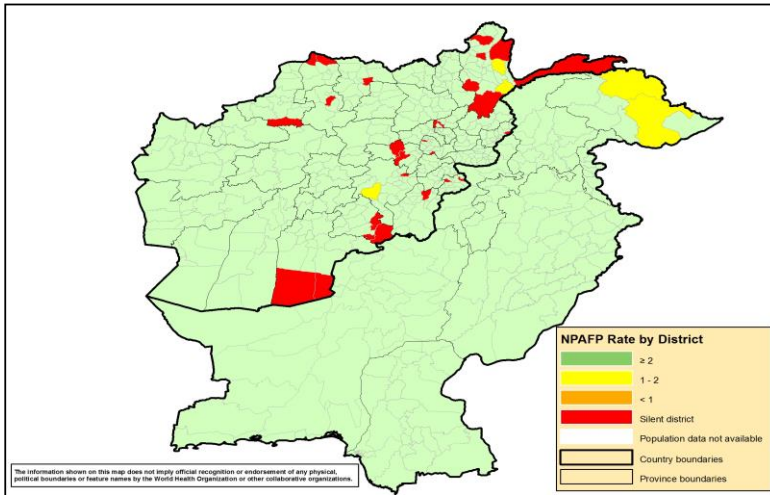 NPAFP Rate by District
≥ 2
1 - 2
< 1
Silent district
Population data not available
Country boundaries
Province boundaries
The information shown on this map does not imply official recognition or endorsement of any physical,
political boundaries or feature names by the World Health Organization or other collaborative organizations.